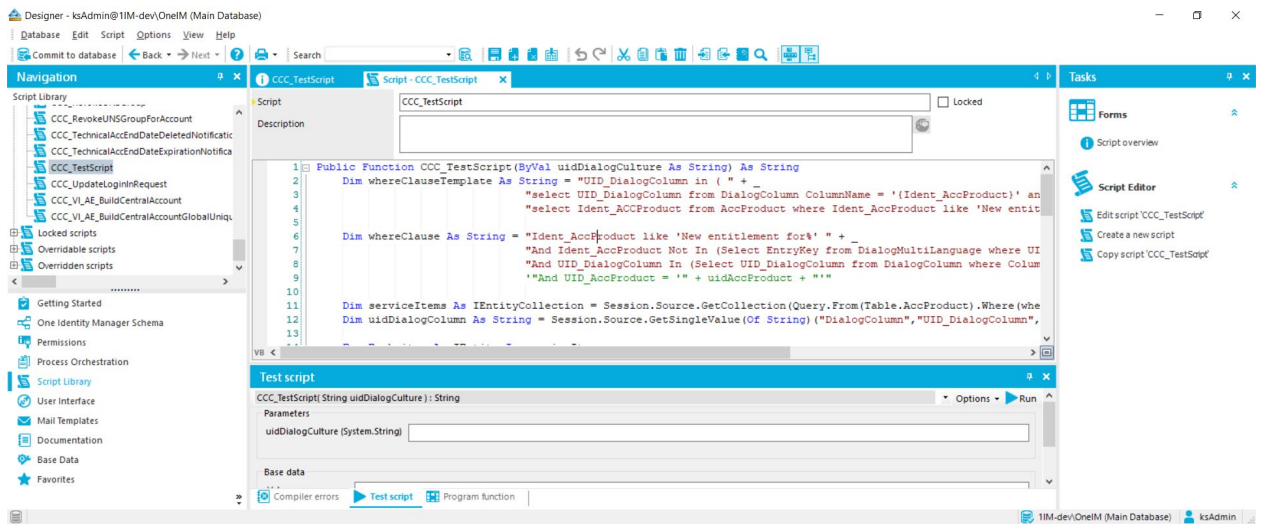 Designer - ksAdmin@1IM-dev\OneIM (Main Database)
Database Edit Script Options View Help
Commit to database Back Next Search
Navigation
CCC_TestScript
Script - CCC_TestScript
Tasks
Script Library
CCC_RevokeUNSGroupForAccount
CCC_TechnicalAccEndDateDeletedNotificatic
CCC_TechnicalAccEndDateExpirationNotifica
CCC_TestScript
CCC_UpdateLoginInRequest
CCC_VI_AE_BuildCentralAccount
CCC_VI_AE_BuildCentralAccountGlobalUniqu
Locked scripts
Overridable scripts
Overridden scripts
Getting Started
One Identity Manager Schema
Permissions
Process Orchestration
Script Library
User Interface
Mail Templates
Documentation
Base Data
Favorites
Script CCC_TestScript Locked
Description
1 Public Function CCC_TestScript(ByVal uidDialogCulture As String) As String
2 Dim whereClauseTemplate As String = "UID_DialogColumn in ( " + _
3 "select UID_DialogColumn from DialogColumn ColumnName = '{Ident_AccProduct}' an
4 "select Ident_ACCProduct from AccProduct where Ident_AccProduct like 'New entit
5
6 Dim whereClause As String = "Ident_AccProduct like 'New entitlement for%' " + _
7 "And Ident_AccProduct Not In (Select EntryKey from DialogMultiLanguage where UI
8 "And UID_DialogColumn In (Select UID_DialogColumn from DialogColumn where Colum
9 '"And UID_AccProduct = '" + uidAccProduct + "'"
10
11 Dim serviceItems As IEntityCollection = Session.Source.GetCollection(Query.From(Table.AccProduct).Where(whe
12 Dim uidDialogColumn As String = Session.Source.GetSingleValue(Of String)("DialogColumn","UID_DialogColumn",
13
VB
Test script
CCC_TestScript( String uidDialogCulture ) : String Options Run
Parameters
uidDialogCulture (System.String)
Base data
Compiler errors Test script Program function
Forms
Script overview
Script Editor
Edit script 'CCC_TestScript'
Create a new script
Copy script 'CCC_TestScript'
1IM-dev\OneIM (Main Database) ksAdmin